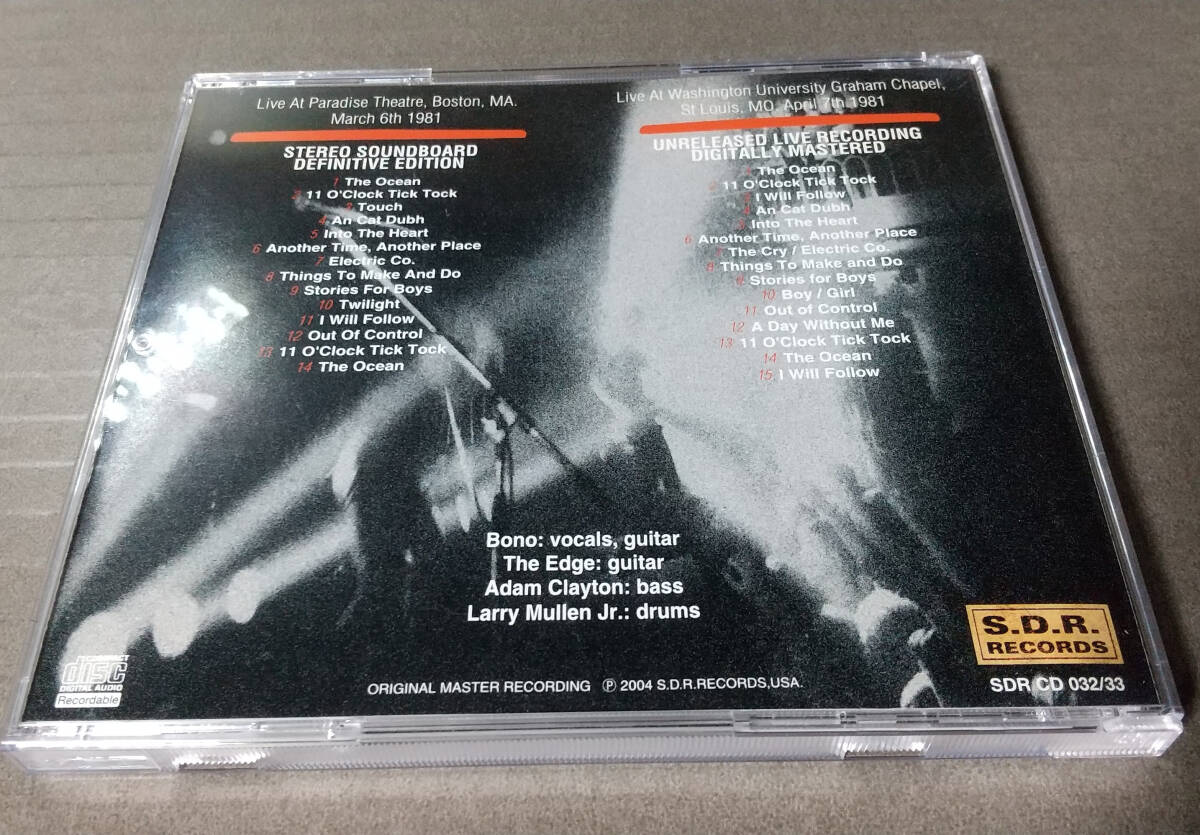 Live At Paradise Theatre, Boston, MA.
March 6th 1981
STEREO SOUNDBOARD
DEFINITIVE EDITION
1 The Ocean
2 11 O'Clock Tick Tock
3 Touch
4 An Cat Dubh
5 Into The Heart
6 Another Time, Another Place
7 Electric Co.
8 Things To Make and Do
9 Stories For Boys
10 Twilight
11 I Will Follow
12 Out Of Control
13 11 O'Clock Tick Tock
14 The Ocean
Live At Washington University Graham Chapel,
St Louis, MO, April 7th 1981
UNRELEASED LIVE RECORDING
DIGITALLY MASTERED
1 The Ocean
2 11 O'Clock Tick Tock
3 I Will Follow
4 An Cat Dubh
5 Into The Heart
6 Another Time, Another Place
7 The Cry / Electric Co.
8 Things To Make and Do
9 Stories for Boys
10 Boy / Girl
11 Out of Control
12 A Day Without Me
13 11 O'Clock Tick Tock
14 The Ocean
15 I Will Follow
Bono: vocals, guitar
The Edge: guitar
Adam Clayton: bass
Larry Mullen Jr.: drums
S.D.R.
RECORDS
COMPACT
disc
DIGITAL AUDIO
Recordable
ORIGINAL MASTER RECORDING ℗ 2004 S.D.R.RECORDS,USA.
SDR CD 032/33